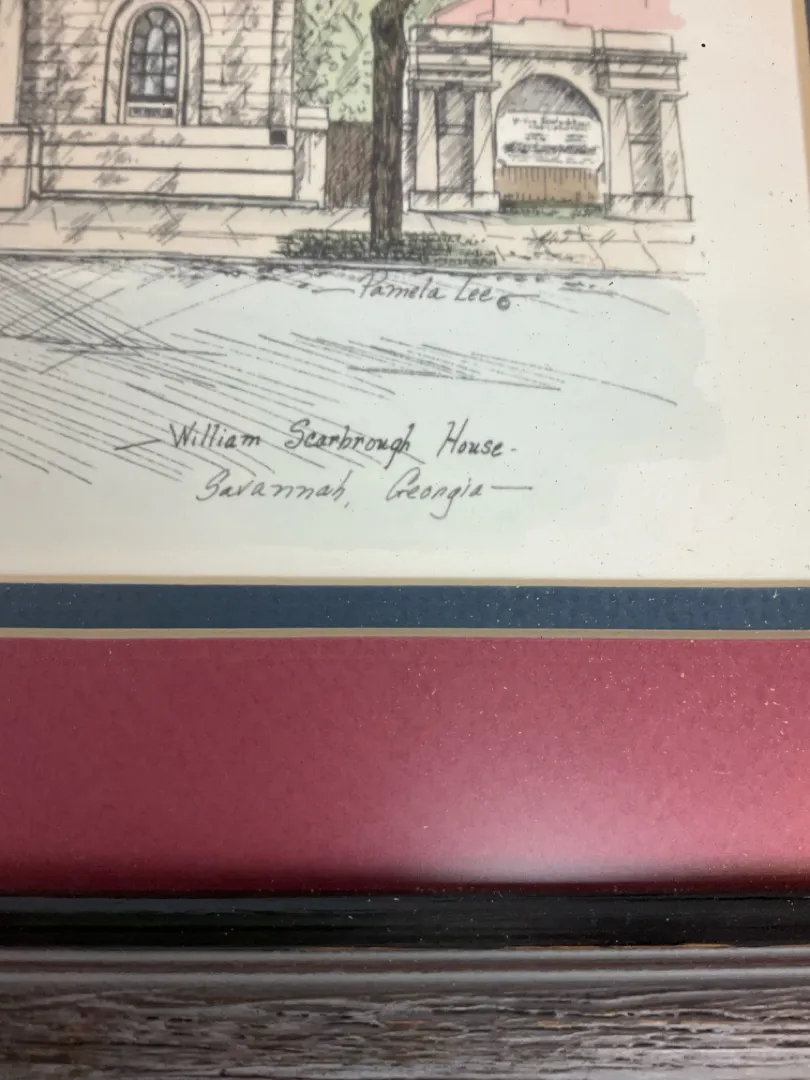 Pamela Lee
William Scarbrough House-
Savannah, Georgia—